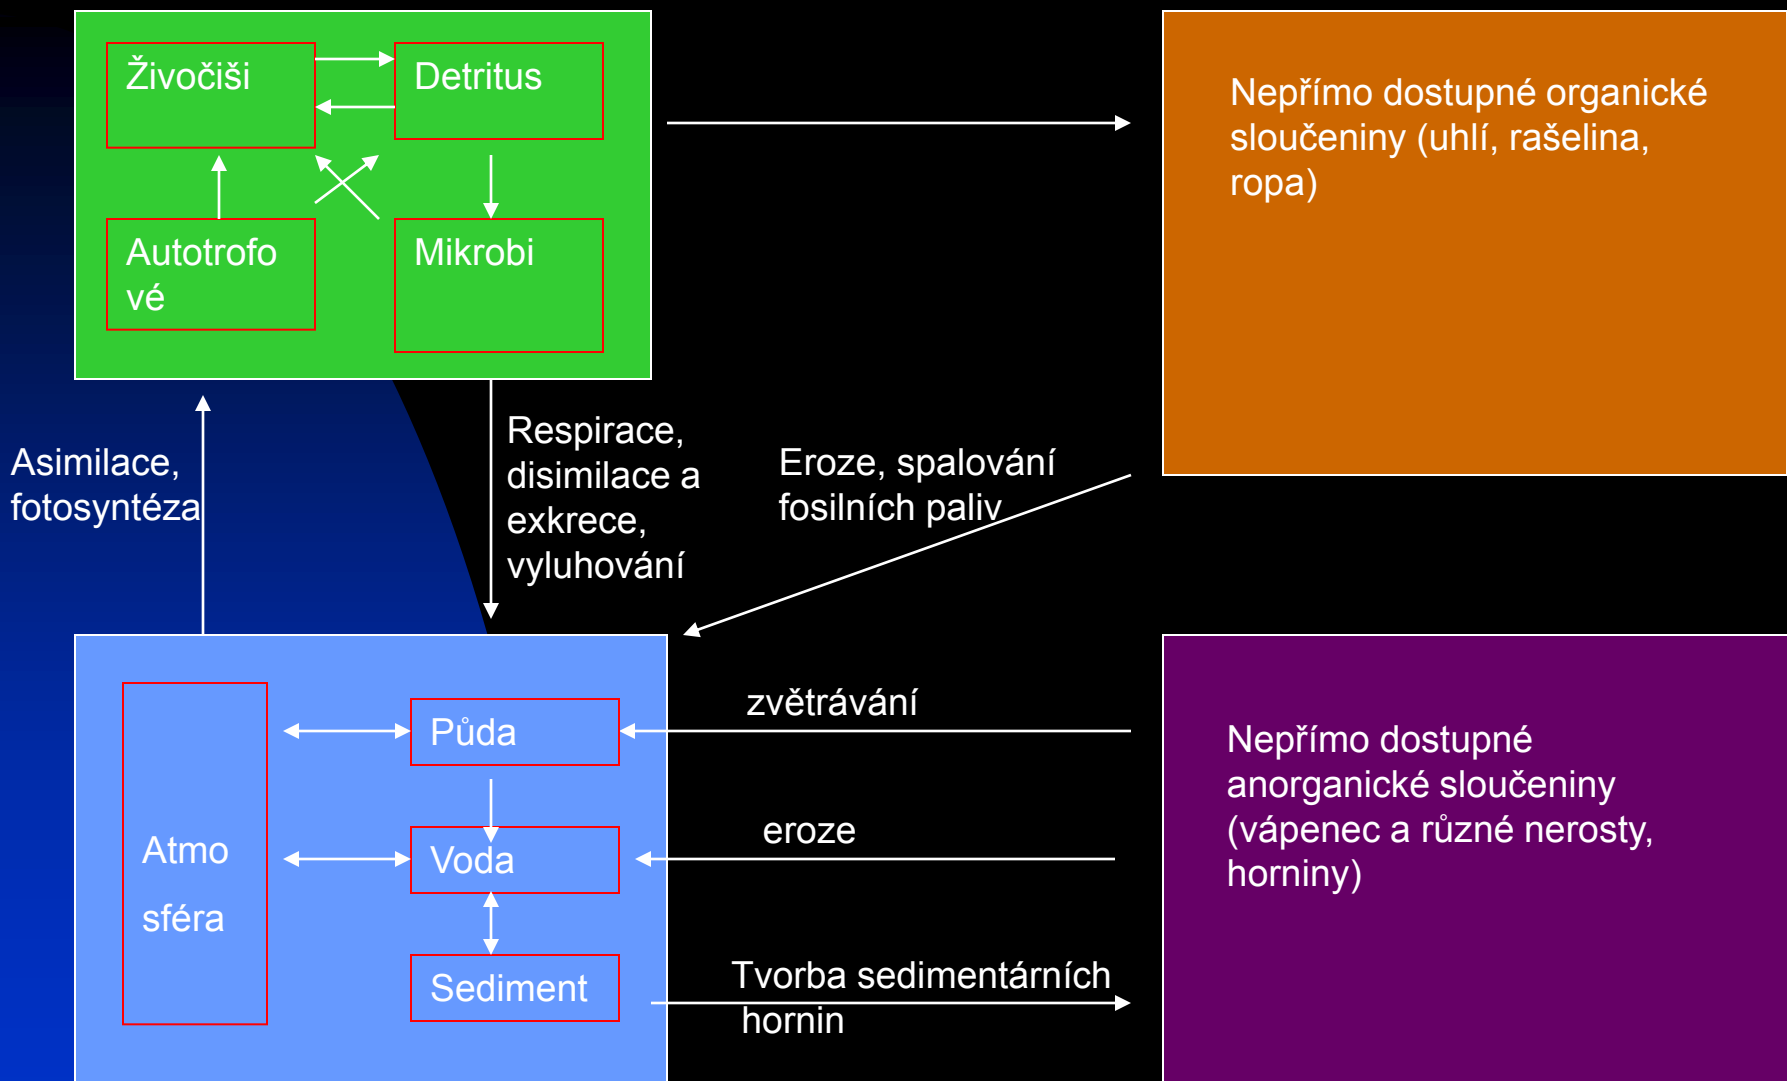 Živočiši
Detritus
Autotrofo
vé
Mikrobi
Nepřímo dostupné organické
sloučeniny (uhlí, rašelina,
ropa)
Asimilace,
fotosyntéza
Respirace,
disimilace a
exkrece,
vyluhování
Eroze, spalování
fosilních paliv
Atmo
sféra
Půda
Voda
Sediment
zvětrávání
eroze
Tvorba sedimentárních
hornin
Nepřímo dostupné
anorganické sloučeniny
(vápenec a různé nerosty,
horniny)